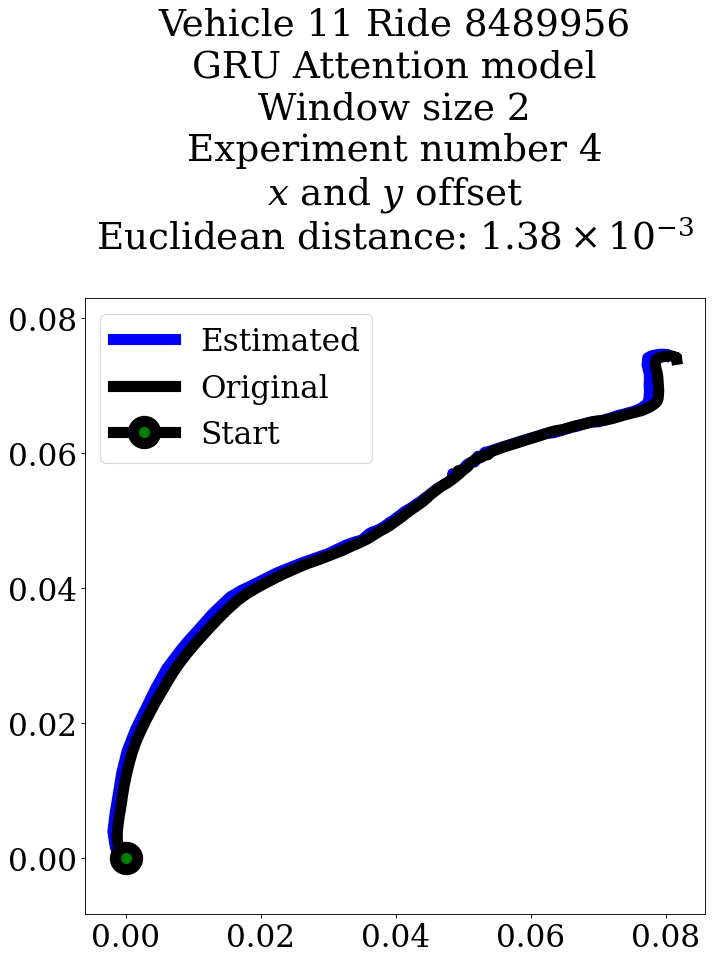 Vehicle 11 Ride 8489956
GRU Attention model
Window size 2
Experiment number 4
x and y offset
Euclidean distance: 1.38 × 10⁻³
0.08
Estimated
Original
Start
0.06
0.04
0.02
0.00
0.00 0.02 0.04 0.06 0.08